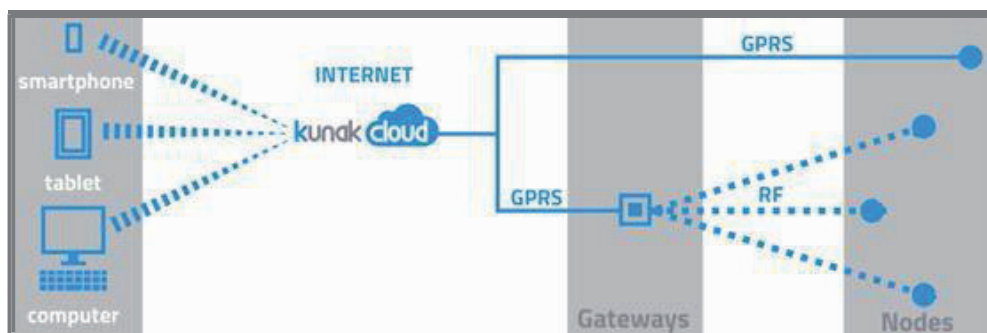 smartphone
tablet
computer
INTERNET
kunak cloud
GPRS
GPRS
RF
Gateways
Nodes